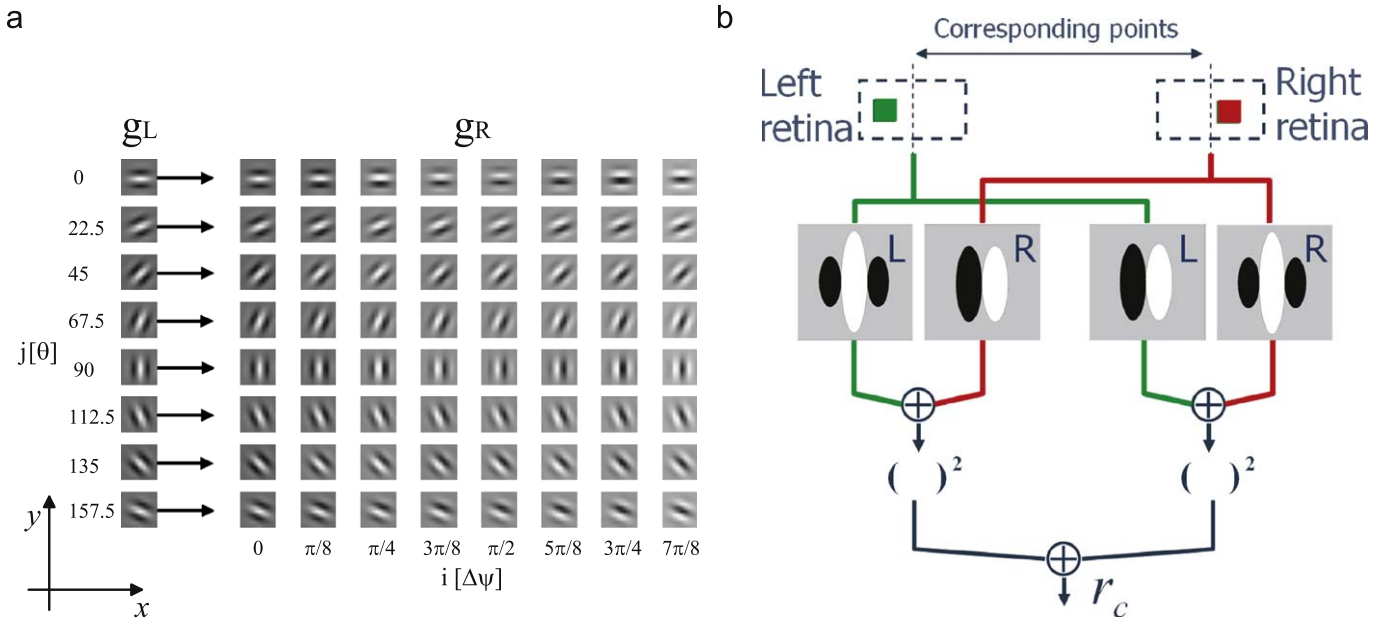 a
gL gR
0
22.5
45
67.5
j[θ]
90
112.5
135
157.5
y
x
0 π/8 π/4 3π/8 π/2 5π/8 3π/4 7π/8
i [Δψ]
b
Corresponding points
Left retina
Right retina
L R L R
( )² ( )²
r_c